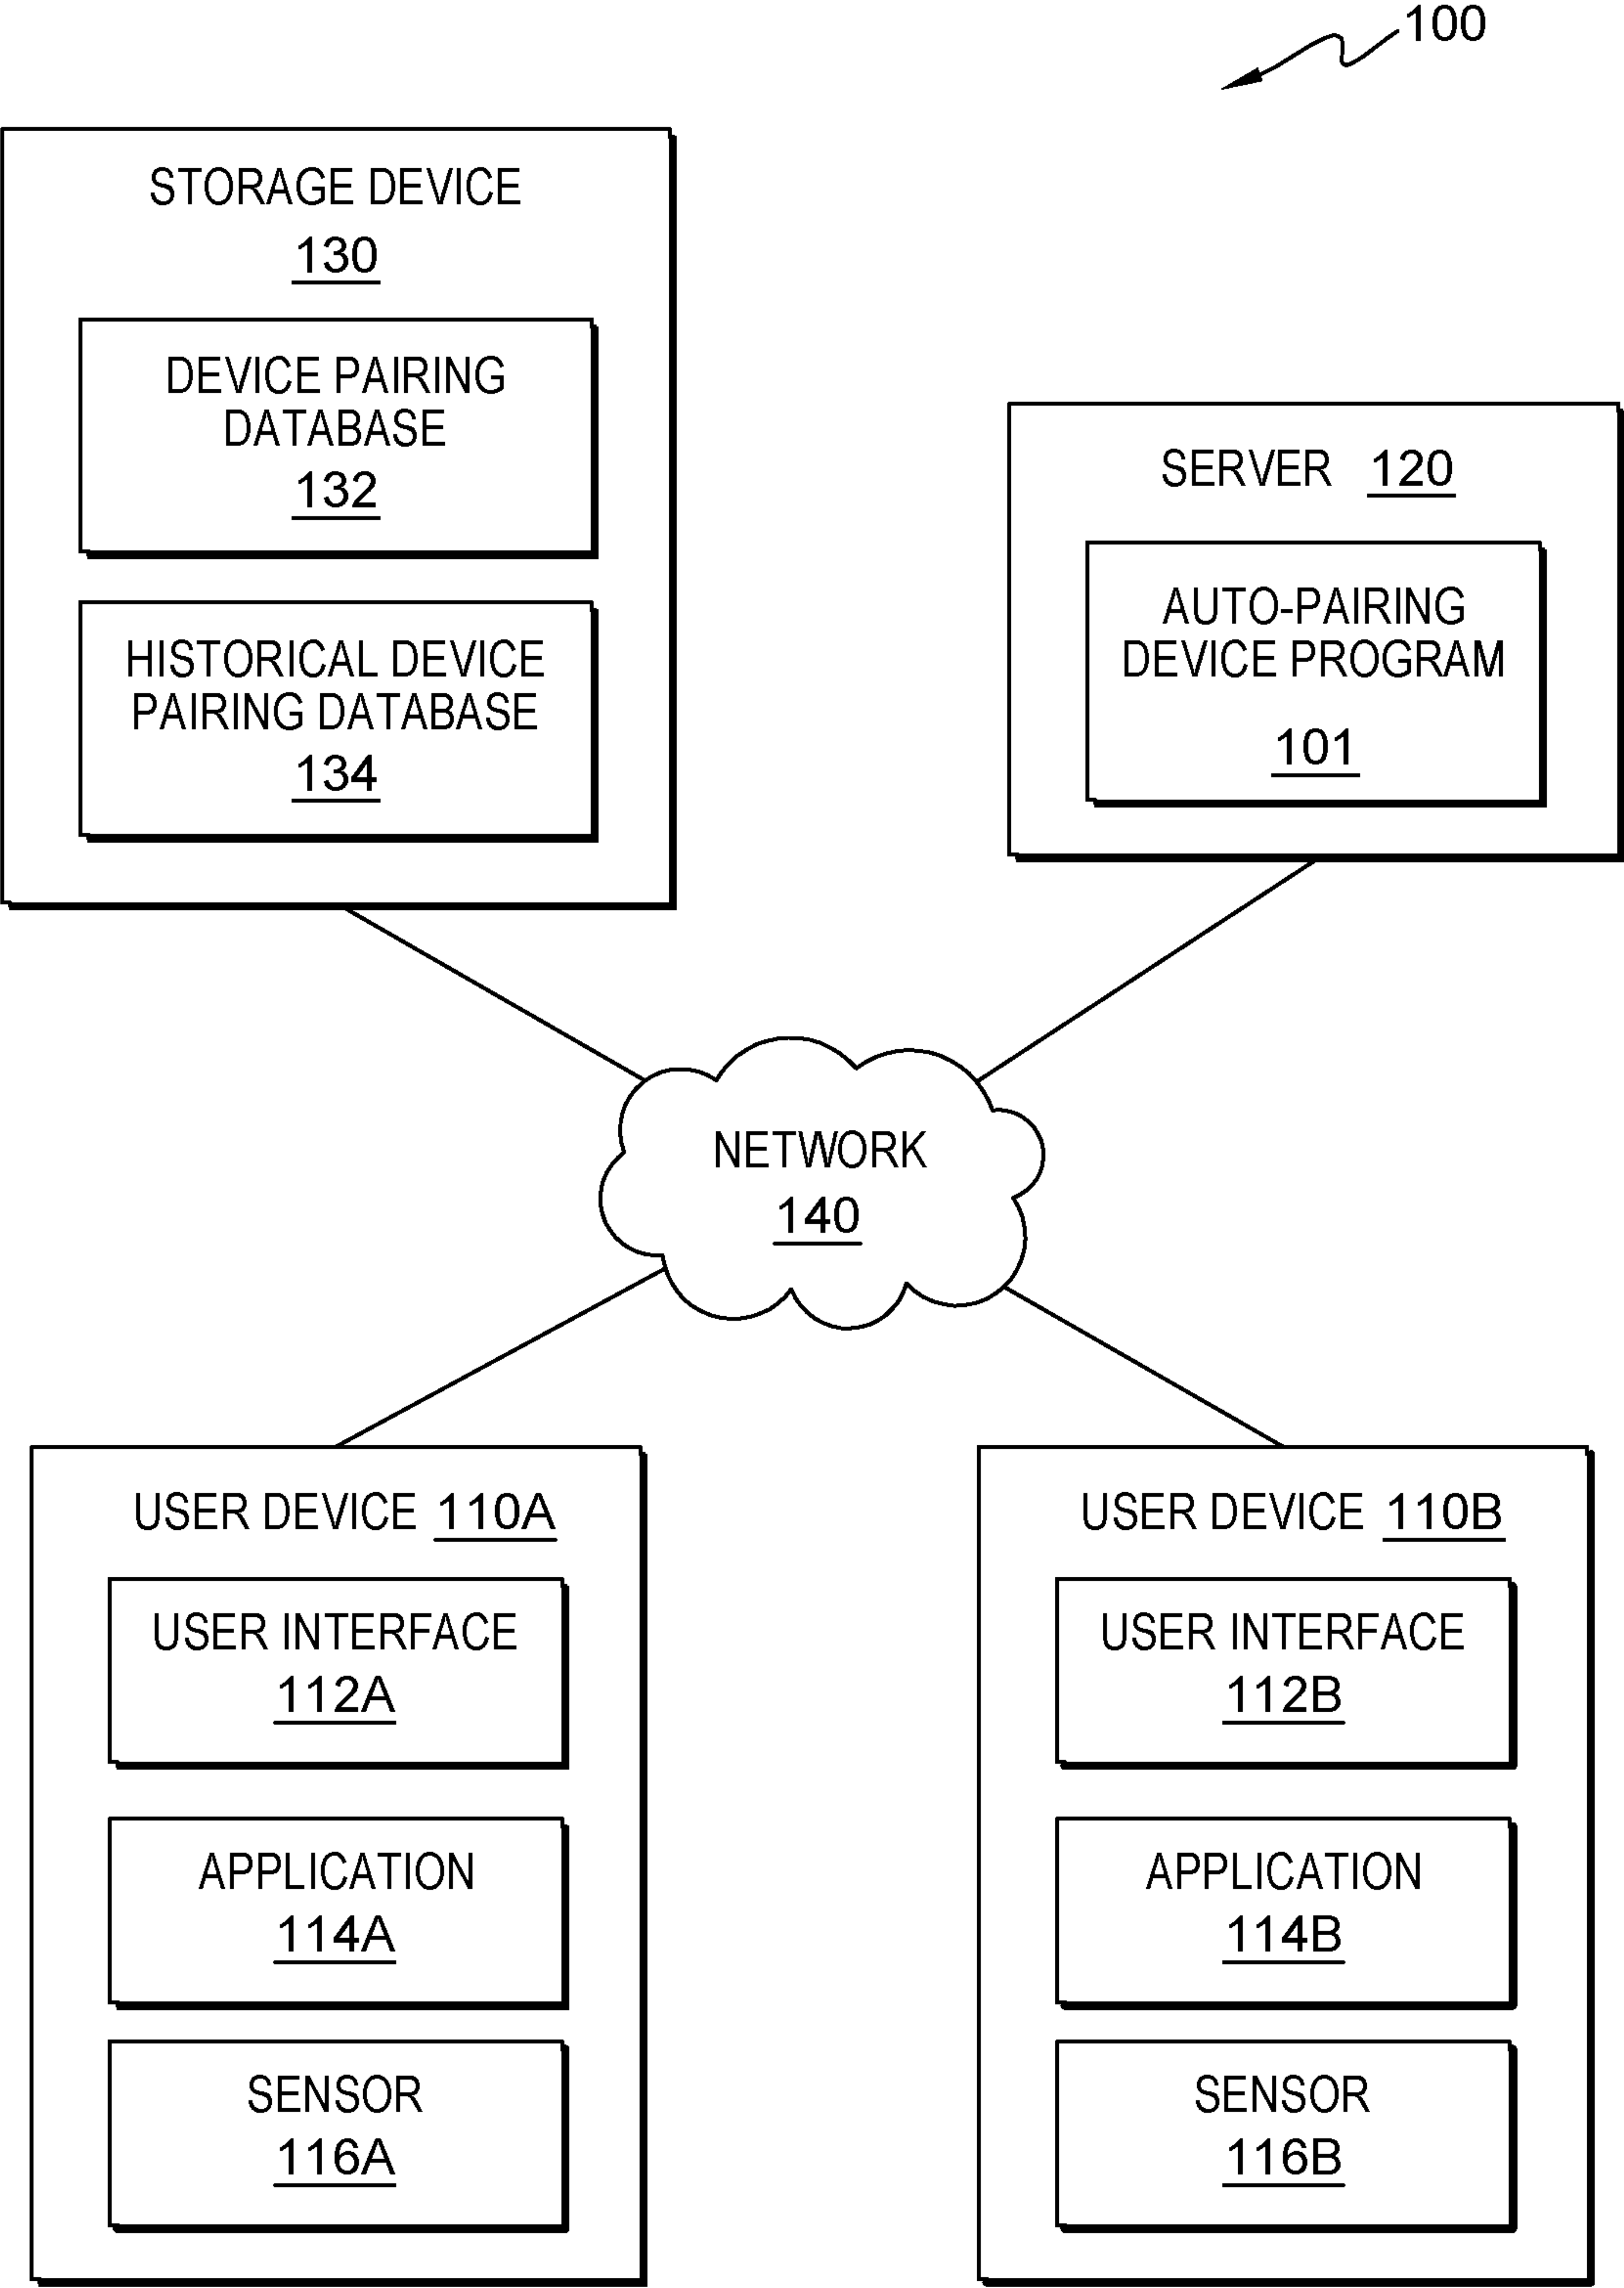 100
STORAGE DEVICE
130
DEVICE PAIRING
DATABASE
132
HISTORICAL DEVICE
PAIRING DATABASE
134
SERVER 120
AUTO-PAIRING
DEVICE PROGRAM
101
NETWORK
140
USER DEVICE 110A
USER INTERFACE
112A
APPLICATION
114A
SENSOR
116A
USER DEVICE 110B
USER INTERFACE
112B
APPLICATION
114B
SENSOR
116B